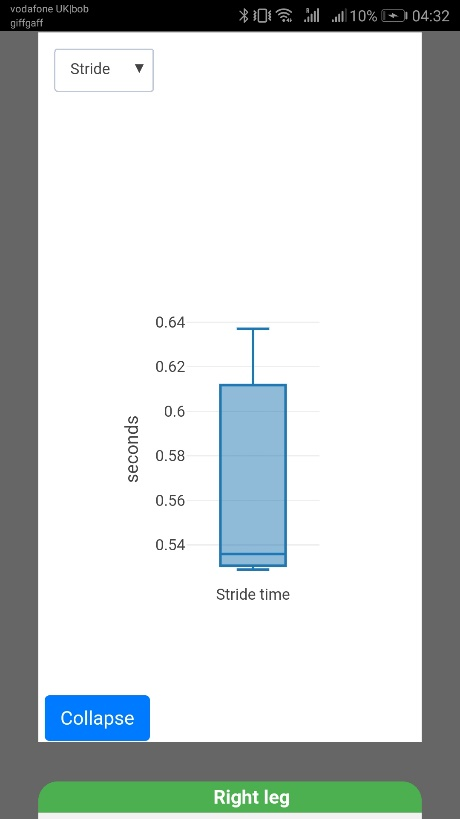 vodafone UK|bob
giffgaff
10% 04:32
Stride
0.64
0.62
0.6
0.58
0.56
0.54
seconds
Stride time
Collapse
Right leg